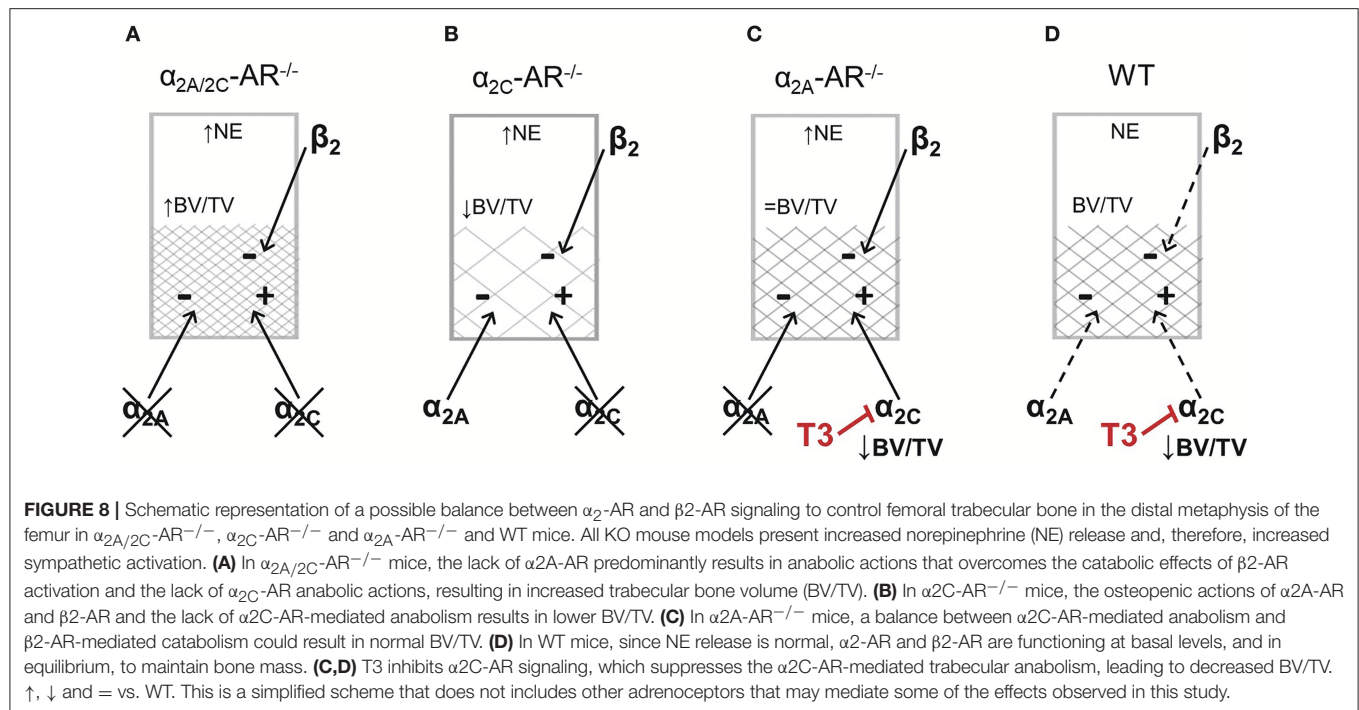 A B C D
α2A/2C-AR-/- α2C-AR-/- α2A-AR-/- WT
↑NE ↑NE ↑NE NE
β2 β2 β2 β2
↑BV/TV ↓BV/TV =BV/TV BV/TV
- - - -
- + - + - + - +
α2A α2C α2A α2C α2A α2C α2A α2C
T3 T3
↓BV/TV ↓BV/TV
FIGURE 8 | Schematic representation of a possible balance between α2-AR and β2-AR signaling to control femoral trabecular bone in the distal metaphysis of the
femur in α2A/2C-AR−/−, α2C-AR−/− and α2A-AR−/− and WT mice. All KO mouse models present increased norepinephrine (NE) release and, therefore, increased
sympathetic activation. (A) In α2A/2C-AR−/− mice, the lack of α2A-AR predominantly results in anabolic actions that overcomes the catabolic effects of β2-AR
activation and the lack of α2C-AR anabolic actions, resulting in increased trabecular bone volume (BV/TV). (B) In α2C-AR−/− mice, the osteopenic actions of α2A-AR
and β2-AR and the lack of α2C-AR-mediated anabolism results in lower BV/TV. (C) In α2A-AR−/− mice, a balance between α2C-AR-mediated anabolism and
β2-AR-mediated catabolism could result in normal BV/TV. (D) In WT mice, since NE release is normal, α2-AR and β2-AR are functioning at basal levels, and in
equilibrium, to maintain bone mass. (C,D) T3 inhibits α2C-AR signaling, which suppresses the α2C-AR-mediated trabecular anabolism, leading to decreased BV/TV.
↑, ↓ and = vs. WT. This is a simplified scheme that does not includes other adrenoceptors that may mediate some of the effects observed in this study.